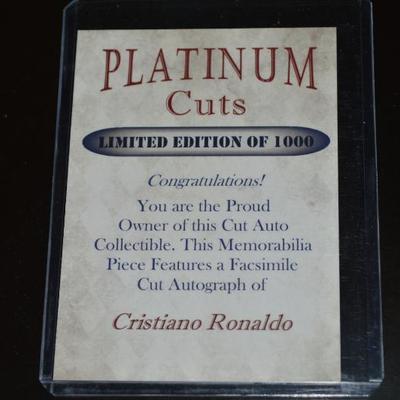 PLATINUM
Cuts
LIMITED EDITION OF 1000
Congratulations!
You are the Proud
Owner of this Cut Auto
Collectible. This Memorabilia
Piece Features a Facsimile
Cut Autograph of
Cristiano Ronaldo